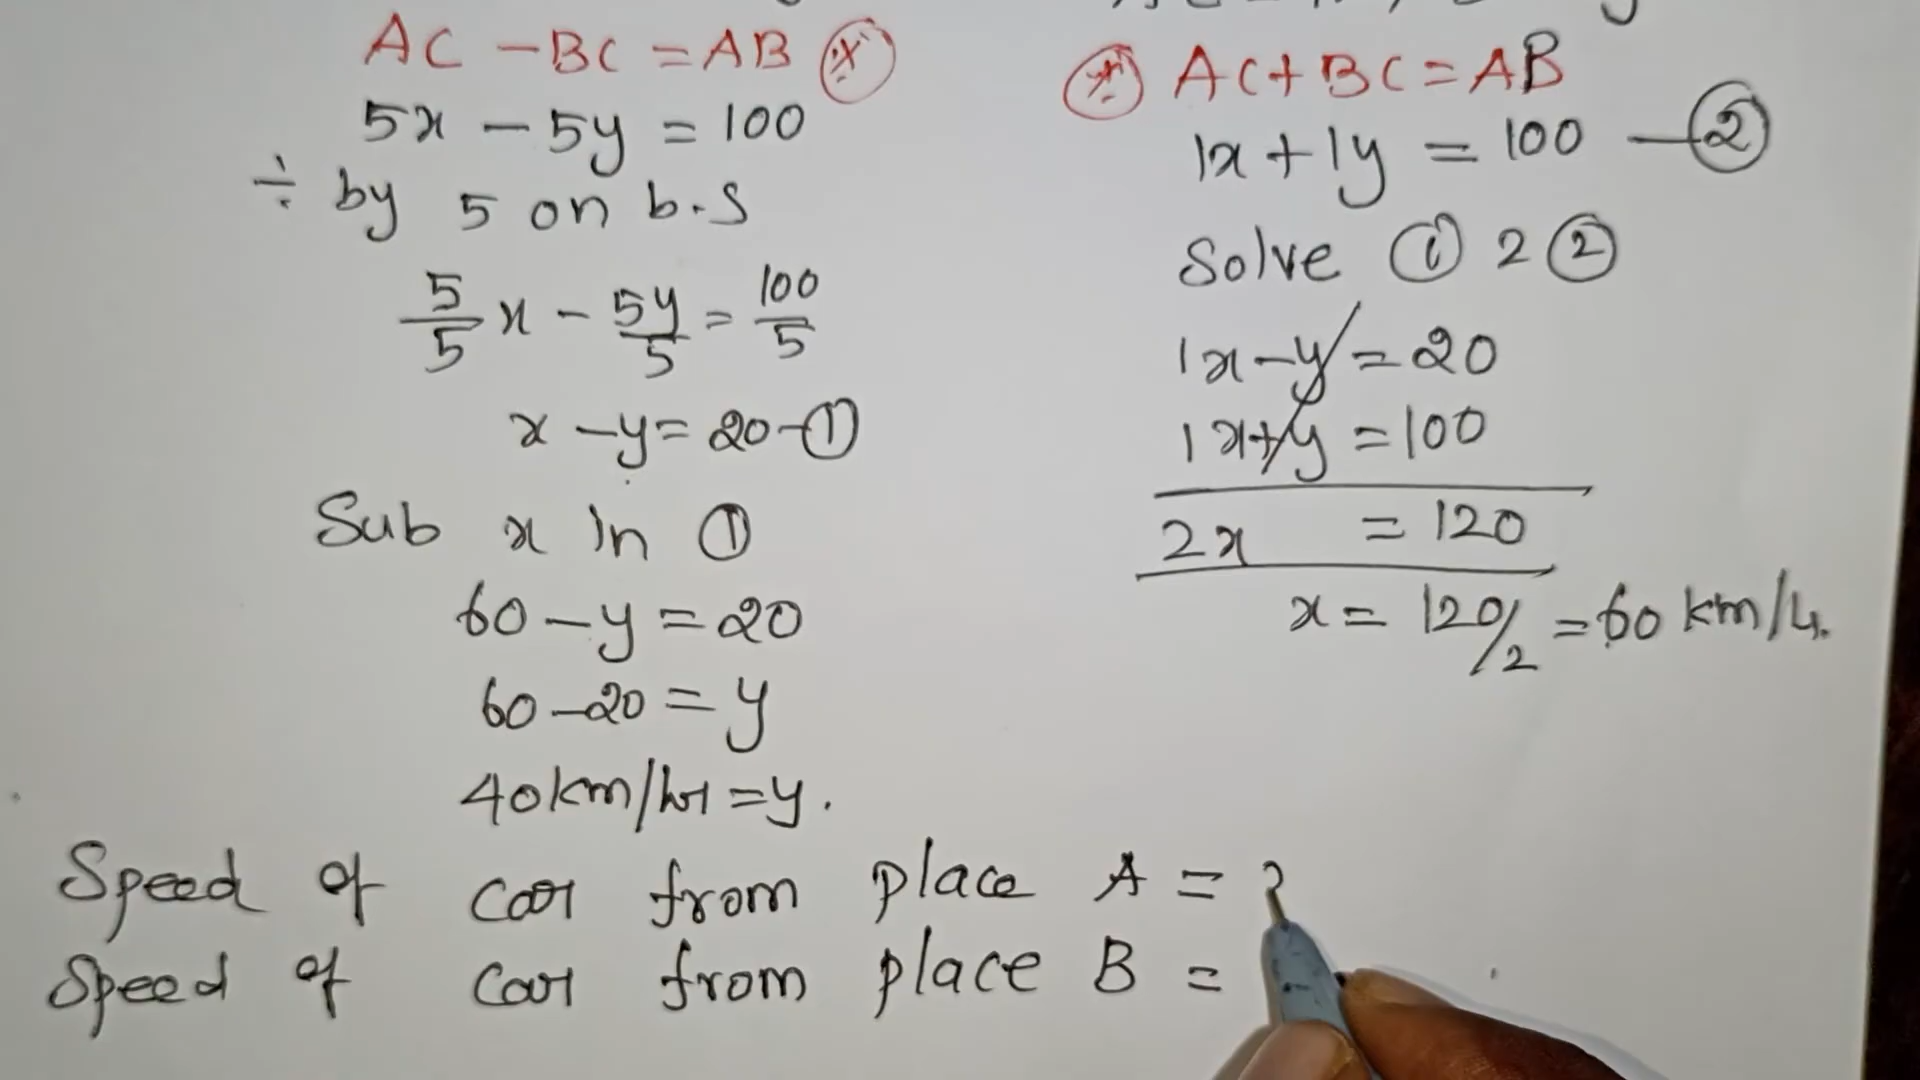 AC - BC = AB
5x - 5y = 100
÷ by 5 on b.s
5/5 x - 5y/5 = 100/5
x - y = 20 - ①
Sub x in ①
60 - y = 20
60 - 20 = y
40 km/hr = y.
AC + BC = AB
1x + 1y = 100 - ②
Solve ① 2 ②
1x - y = 20
1x + y = 100
2x = 120
x = 120/2 = 60 km/h.
Speed of car from place A =
Speed of car from place B =